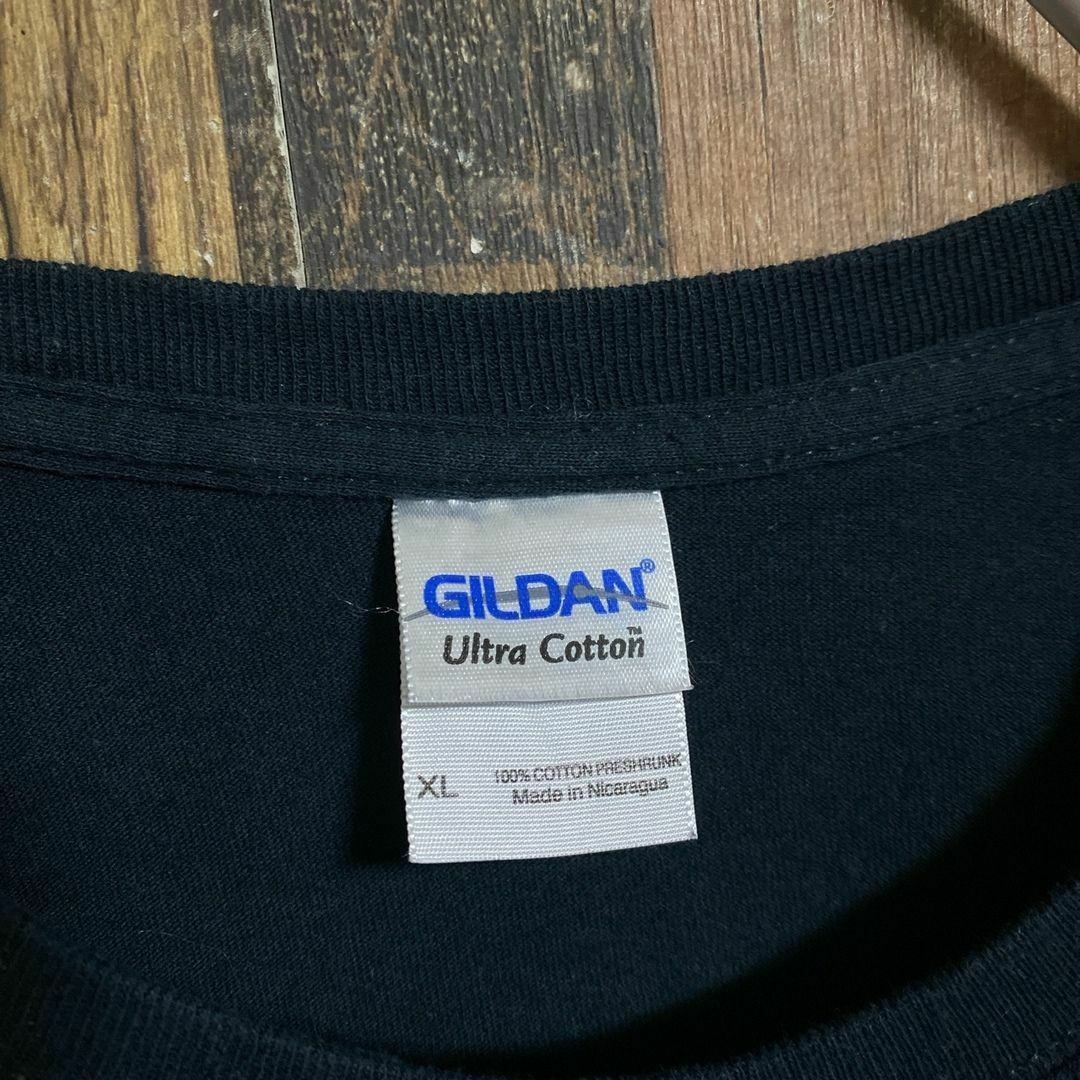 GILDAN®
Ultra Cotton™
XL 100% COTTON PRESHRUNK
Made in Nicaragua